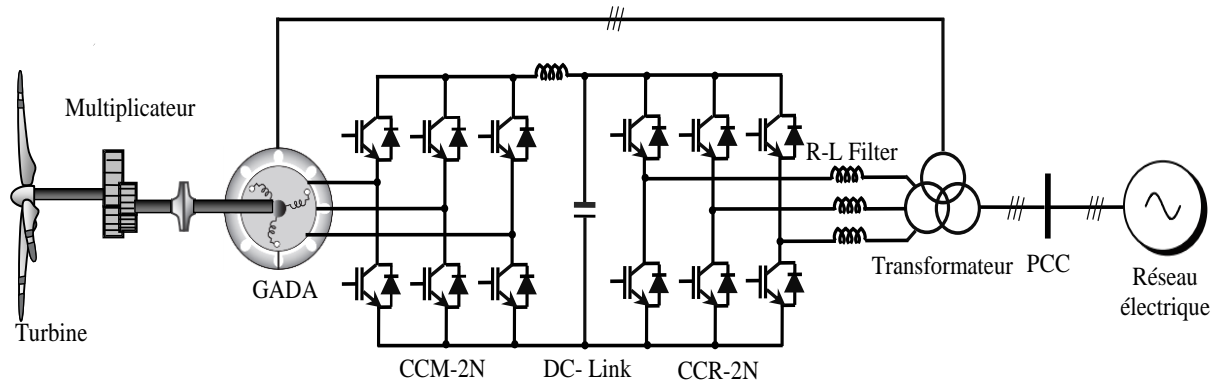 Multiplicateur
R-L Filter
GADA
Transformateur
PCC
Réseau
électrique
Turbine
CCM-2N
DC- Link
CCR-2N